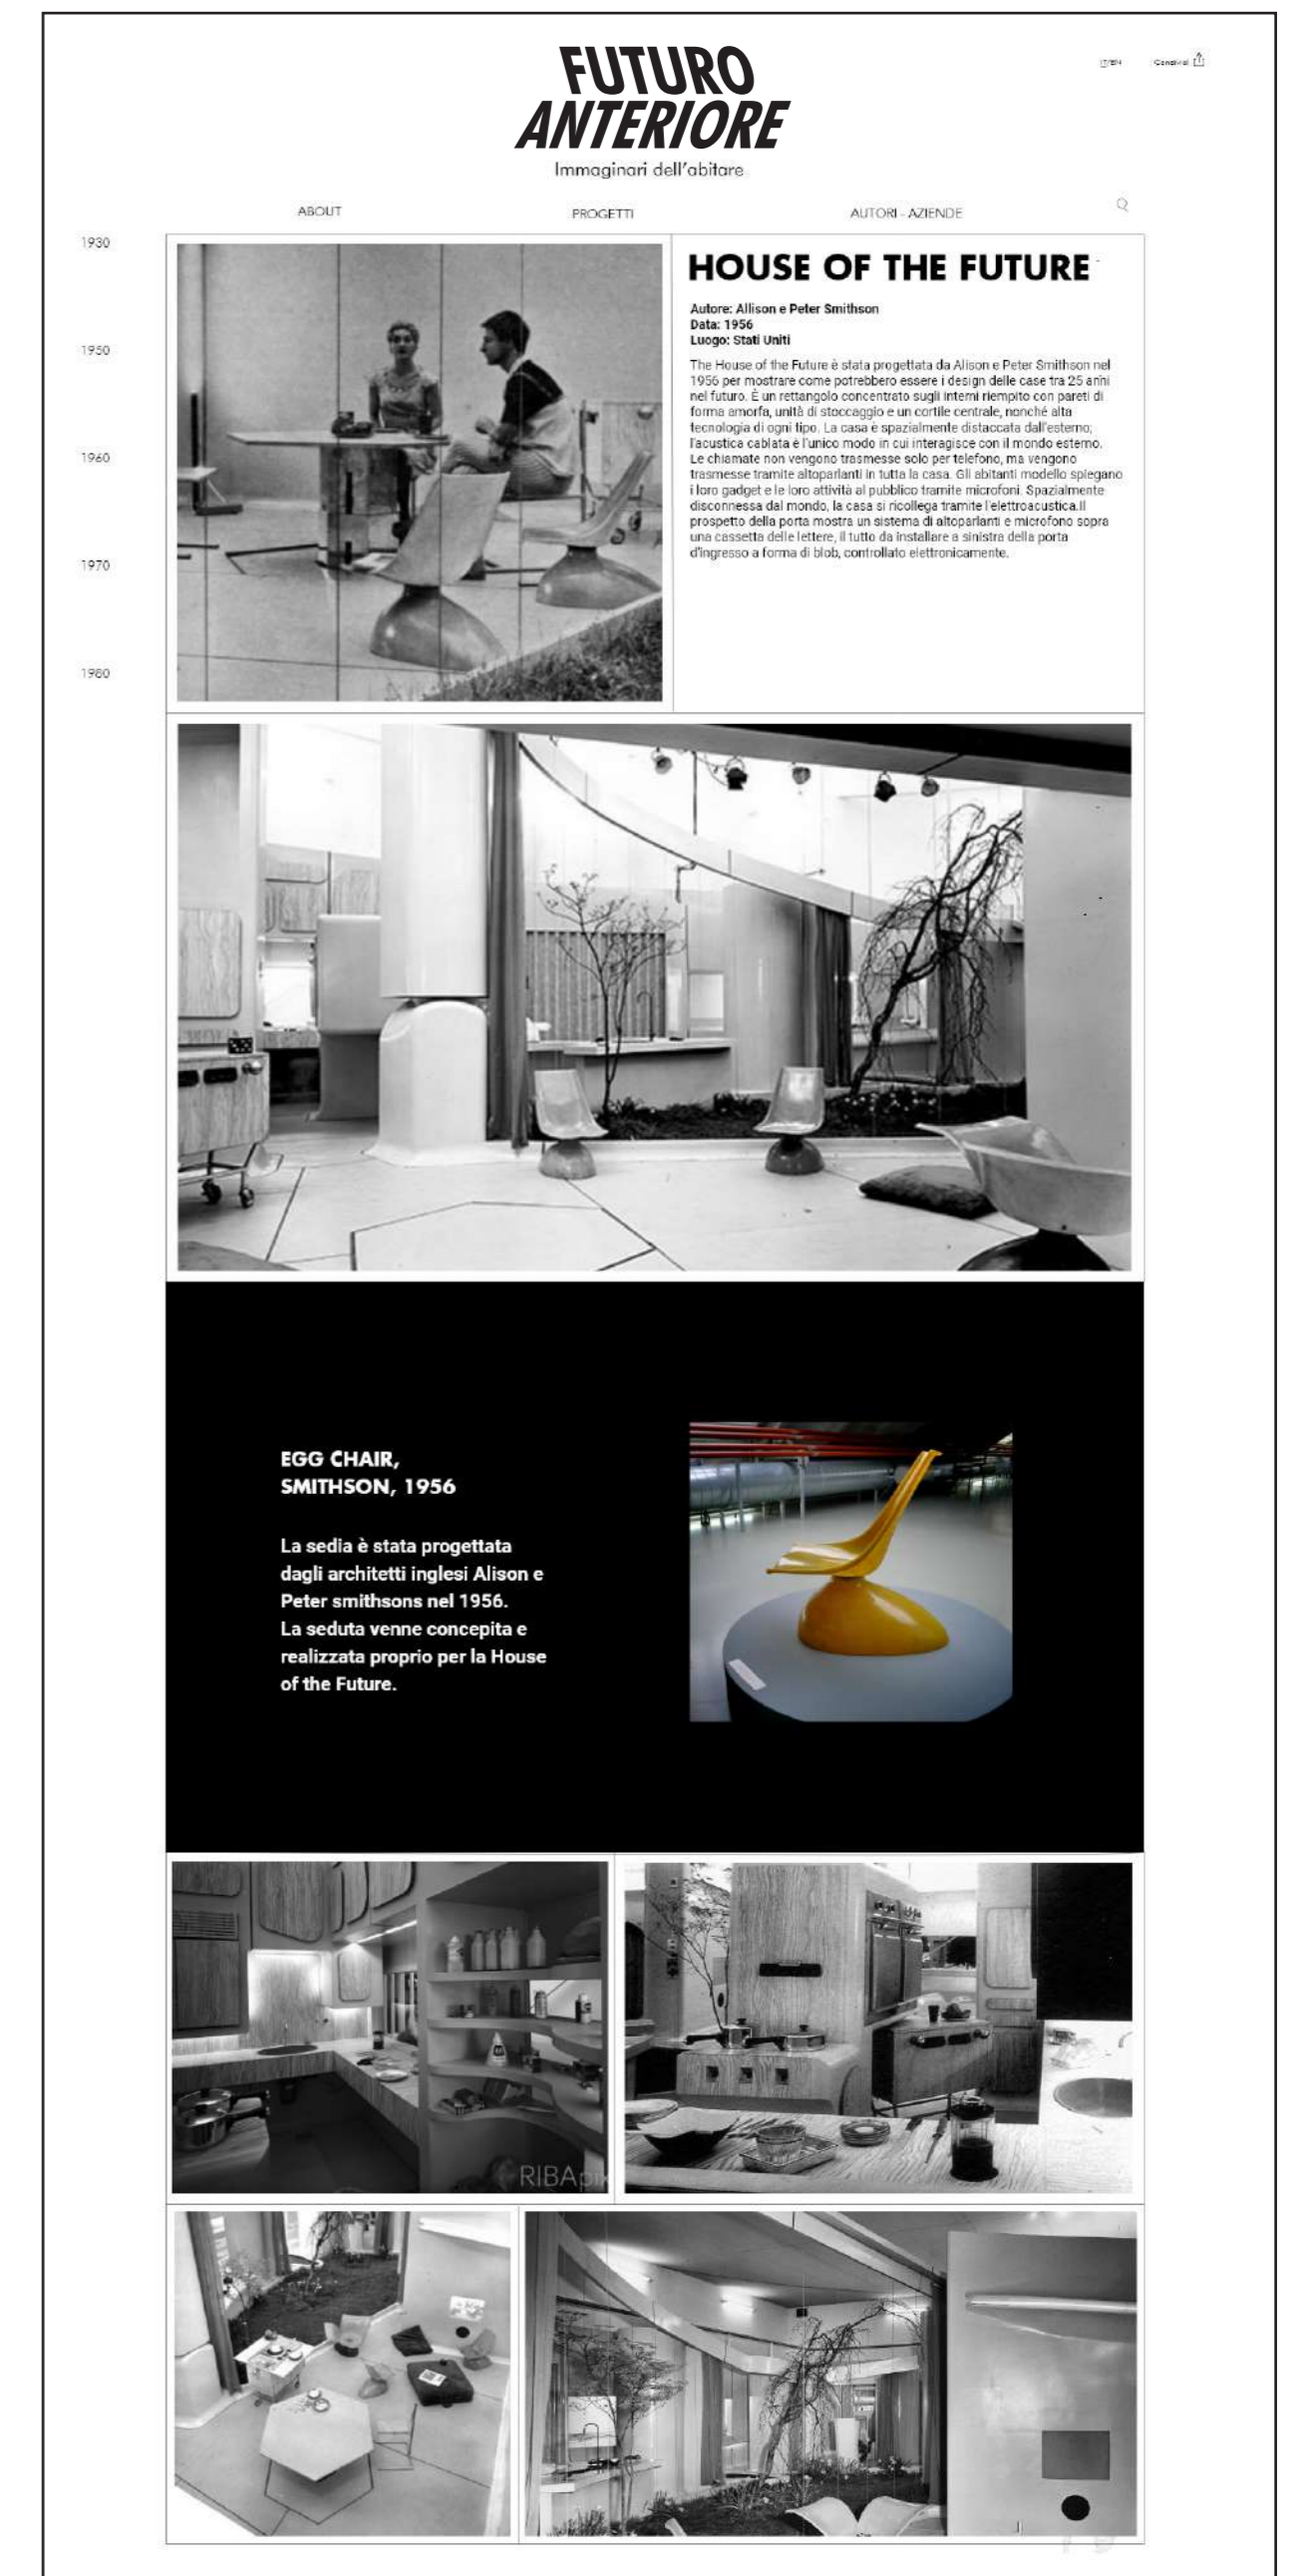 FUTURO
ANTERIORE
Immaginari dell'abitare
IT/EN
Condividi
ABOUT
PROGETTI
AUTORI - AZIENDE
1930
1950
1960
1970
1980
HOUSE OF THE FUTURE
Autore: Allison e Peter Smithson
Data: 1956
Luogo: Stati Uniti
The House of the Future è stata progettata da Alison e Peter Smithson nel
1956 per mostrare come potrebbero essere i design delle case tra 25 anni
nel futuro. È un rettangolo concentrato sugli interni riempito con pareti di
forma amorfa, unità di stoccaggio e un cortile centrale, nonché alta
tecnologia di ogni tipo. La casa è spazialmente distaccata dall'esterno;
l'acustica cablata è l'unico modo in cui interagisce con il mondo esterno.
Le chiamate non vengono trasmesse solo per telefono, ma vengono
trasmesse tramite altoparlanti in tutta la casa. Gli abitanti modello spiegano
i loro gadget e le loro attività al pubblico tramite microfoni. Spazialmente
disconnessa dal mondo, la casa si ricollega tramite l'elettroacustica.Il
prospetto della porta mostra un sistema di altoparlanti e microfono sopra
una cassetta delle lettere, il tutto da installare a sinistra della porta
d'ingresso a forma di blob, controllato elettronicamente.
EGG CHAIR,
SMITHSON, 1956
La sedia è stata progettata
dagli architetti inglesi Alison e
Peter smithsons nel 1956.
La seduta venne concepita e
realizzata proprio per la House
of the Future.
RIBApix